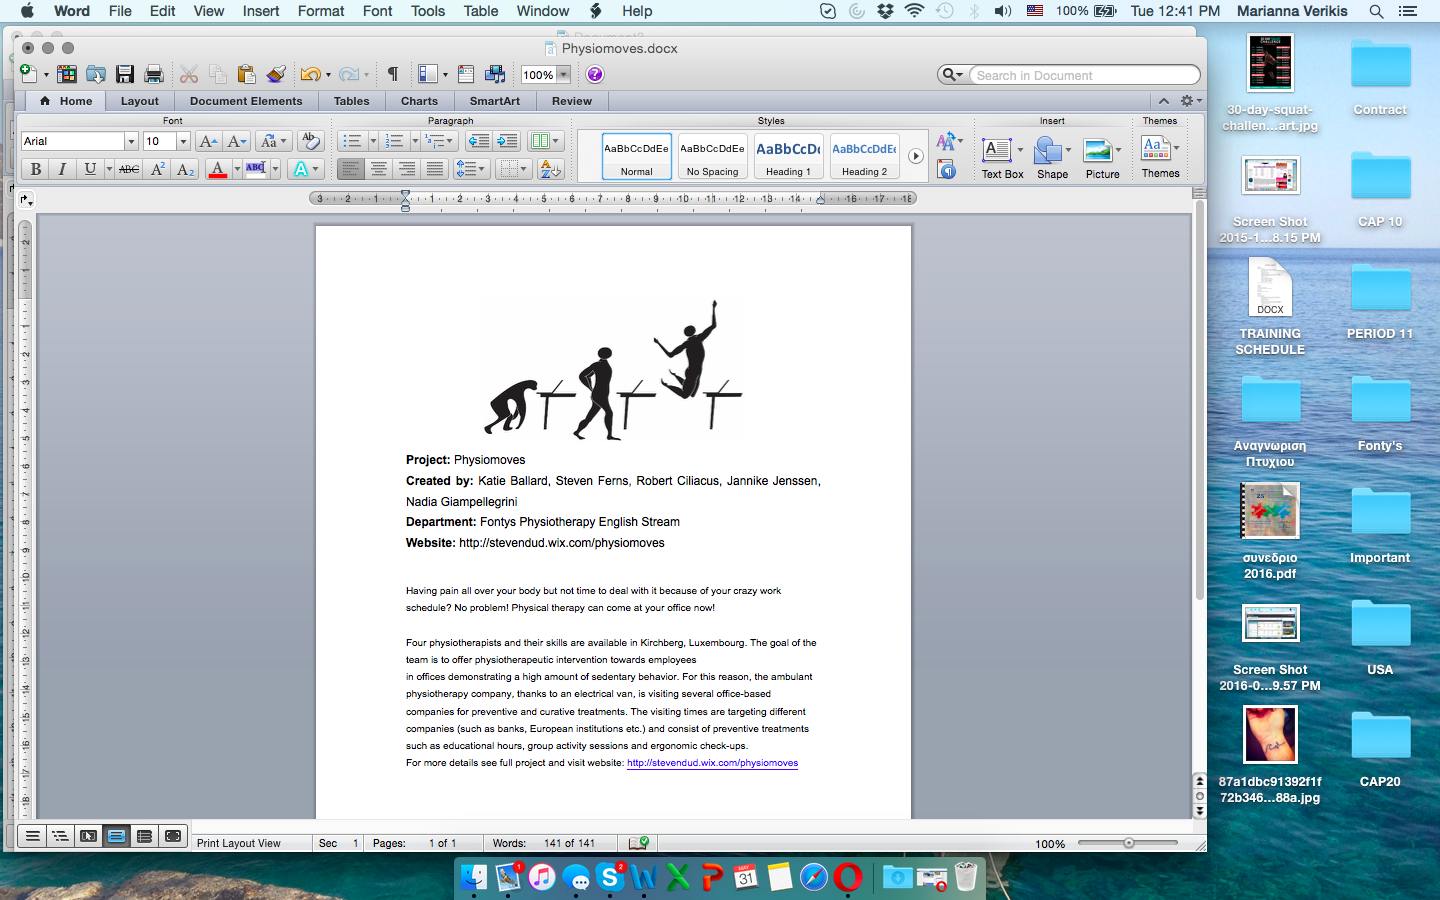 Word File Edit View Insert Format Font Tools Table Window Help
100% Tue 12:41 PM Marianna Verikis
Physiomoves.docx
100%
Search in Document
Home Layout Document Elements Tables Charts SmartArt Review
Font Paragraph Styles Insert Themes
Arial 10
AaBbCcDdEe AaBbCcDdEe AaBbCcDc AaBbCcDdEe
Normal No Spacing Heading 1 Heading 2
Text Box Shape Picture Themes
Project: Physiomoves
Created by: Katie Ballard, Steven Ferns, Robert Ciliacus, Jannike Jenssen,
Nadia Giampellegrini
Department: Fontys Physiotherapy English Stream
Website: http://stevendud.wix.com/physiomoves
Having pain all over your body but not time to deal with it because of your crazy work
schedule? No problem! Physical therapy can come at your office now!
Four physiotherapists and their skills are available in Kirchberg, Luxembourg. The goal of the
team is to offer physiotherapeutic intervention towards employees
in offices demonstrating a high amount of sedentary behavior. For this reason, the ambulant
physiotherapy company, thanks to an electrical van, is visiting several office-based
companies for preventive and curative treatments. The visiting times are targeting different
companies (such as banks, European institutions etc.) and consist of preventive treatments
such as educational hours, group activity sessions and ergonomic check-ups.
For more details see full project and visit website: http://stevendud.wix.com/physiomoves
Print Layout View Sec 1 Pages: 1 of 1 Words: 141 of 141 100%
30-day-squat-
challen...art.jpg
Contract
Screen Shot
2015-1...8.15 PM
CAP 10
DOCX
TRAINING
SCHEDULE
PERIOD 11
Αναγνωριση
Πτυχιου
Fonty's
συνεδριο
2016.pdf
Important
Screen Shot
2016-0...9.57 PM
USA
87a1dbc91392f1f
72b346...88a.jpg
CAP20
MAY
31